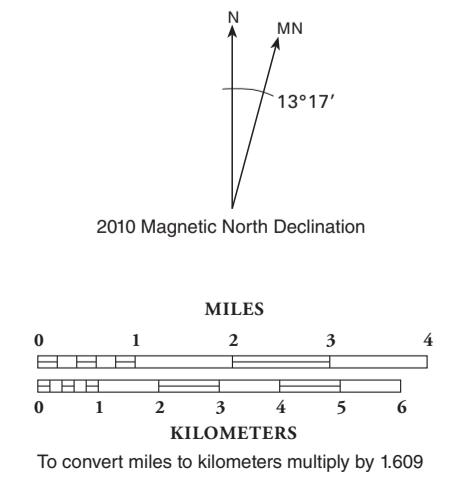 N
MN
13°17′
2010 Magnetic North Declination
MILES
0 1 2 3 4
0 1 2 3 4 5 6
KILOMETERS
To convert miles to kilometers multiply by 1.609